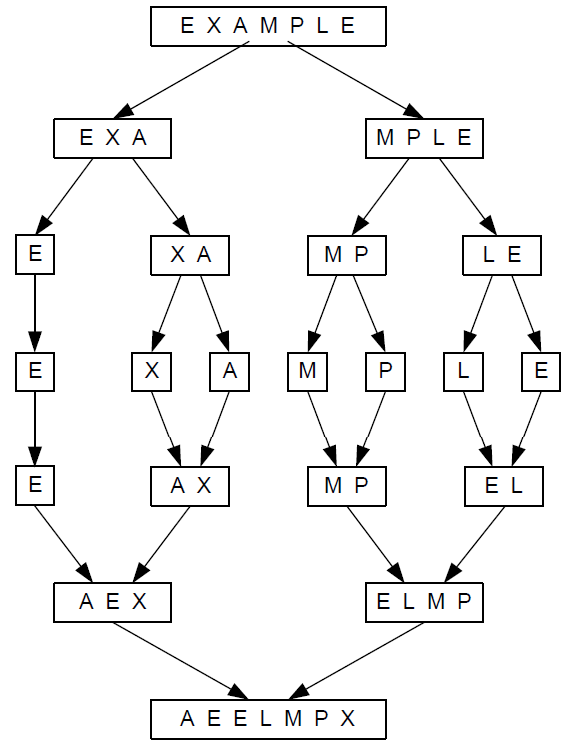 E X A M P L E
E X A
M P L E
E
X A
M P
L E
E
X
A
M
P
L
E
E
A X
M P
E L
A E X
E L M P
A E E L M P X